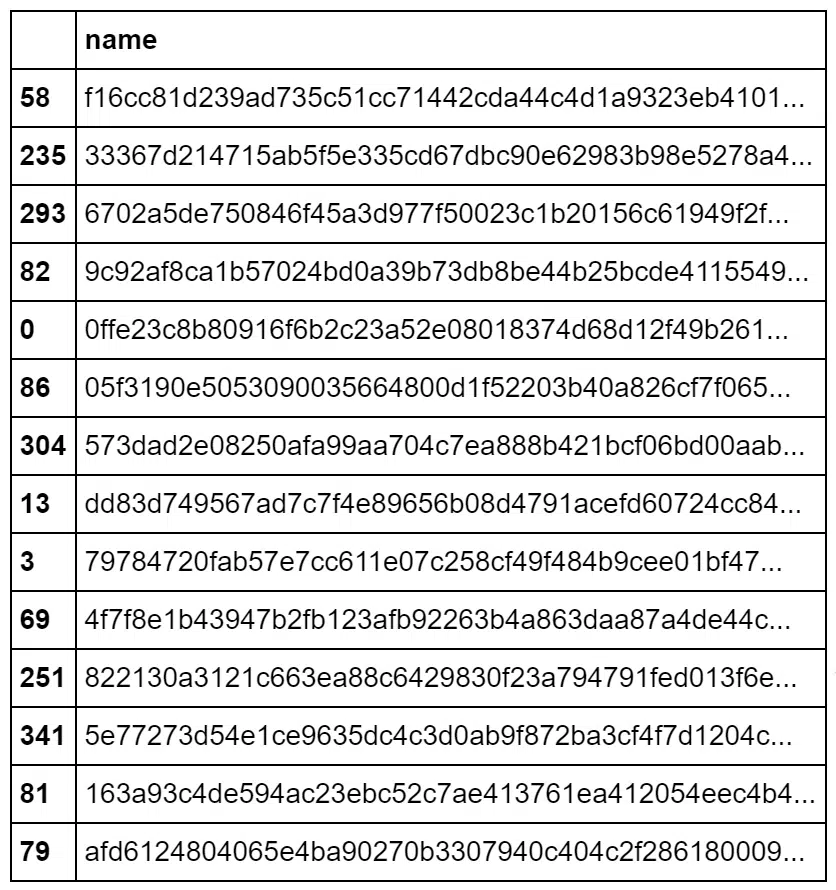 name
58 f16cc81d239ad735c51cc71442cda44c4d1a9323eb4101...
235 33367d214715ab5f5e335cd67dbc90e62983b98e5278a4...
293 6702a5de750846f45a3d977f50023c1b20156c61949f2f...
82 9c92af8ca1b57024bd0a39b73db8be44b25bcde4115549...
0 0ffe23c8b80916f6b2c23a52e08018374d68d12f49b261...
86 05f3190e5053090035664800d1f52203b40a826cf7f065...
304 573dad2e08250afa99aa704c7ea888b421bcf06bd00aab...
13 dd83d749567ad7c7f4e89656b08d4791acefd60724cc84...
3 79784720fab57e7cc611e07c258cf49f484b9cee01bf47...
69 4f7f8e1b43947b2fb123afb92263b4a863daa87a4de44c...
251 822130a3121c663ea88c6429830f23a794791fed013f6e...
341 5e77273d54e1ce9635dc4c3d0ab9f872ba3cf4f7d1204c...
81 163a93c4de594ac23ebc52c7ae413761ea412054eec4b4...
79 afd6124804065e4ba90270b3307940c404c2f286180009...